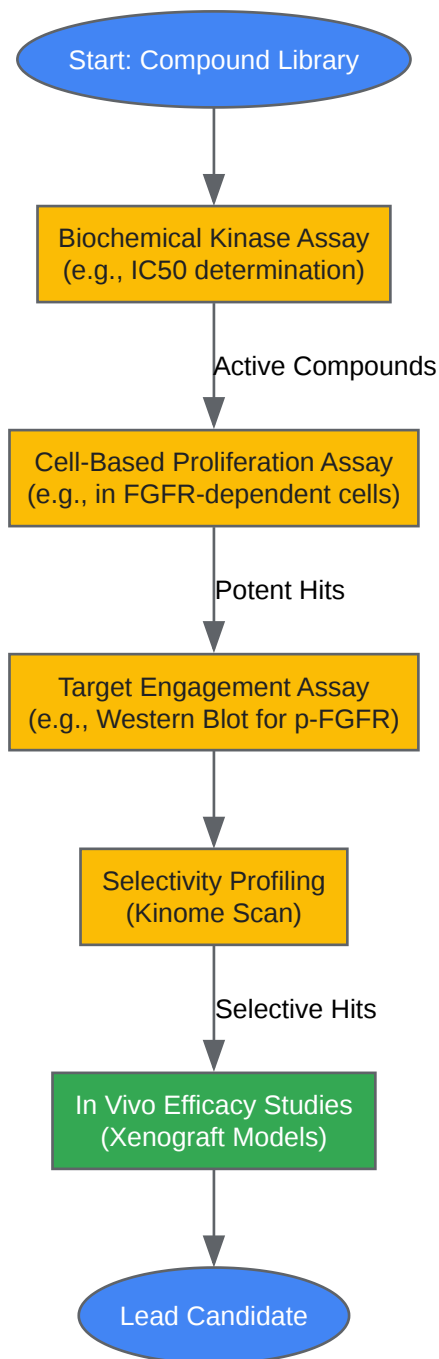 Start: Compound Library
Biochemical Kinase Assay
(e.g., IC50 determination)
Active Compounds
Cell-Based Proliferation Assay
(e.g., in FGFR-dependent cells)
Potent Hits
Target Engagement Assay
(e.g., Western Blot for p-FGFR)
Selectivity Profiling
(Kinome Scan)
Selective Hits
In Vivo Efficacy Studies
(Xenograft Models)
Lead Candidate